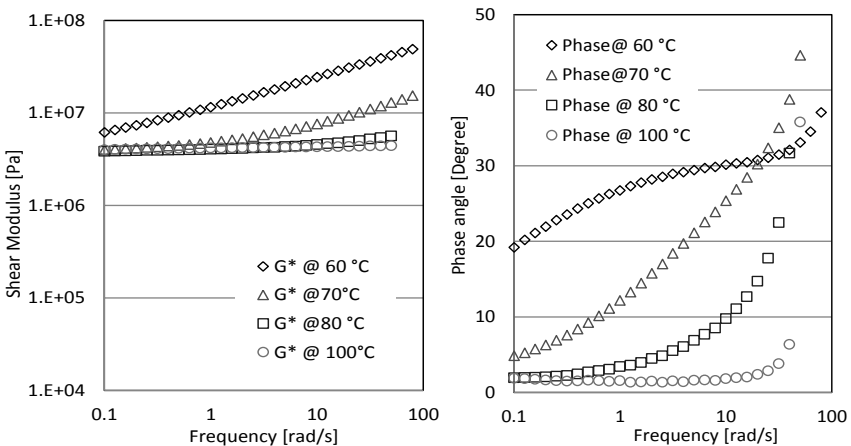 1.E+08
1.E+07
1.E+06
1.E+05
1.E+04
Shear Modulus [Pa]
G* @ 60 °C
G* @70°C
G* @80 °C
G* @ 100°C
0.1
1
10
100
Frequency [rad/s]
50
40
30
20
10
0
Phase angle [Degree]
Phase@ 60 °C
Phase@70 °C
Phase @ 80 °C
Phase @ 100 °C
0.1
1
10
100
Frequency [rad/s]